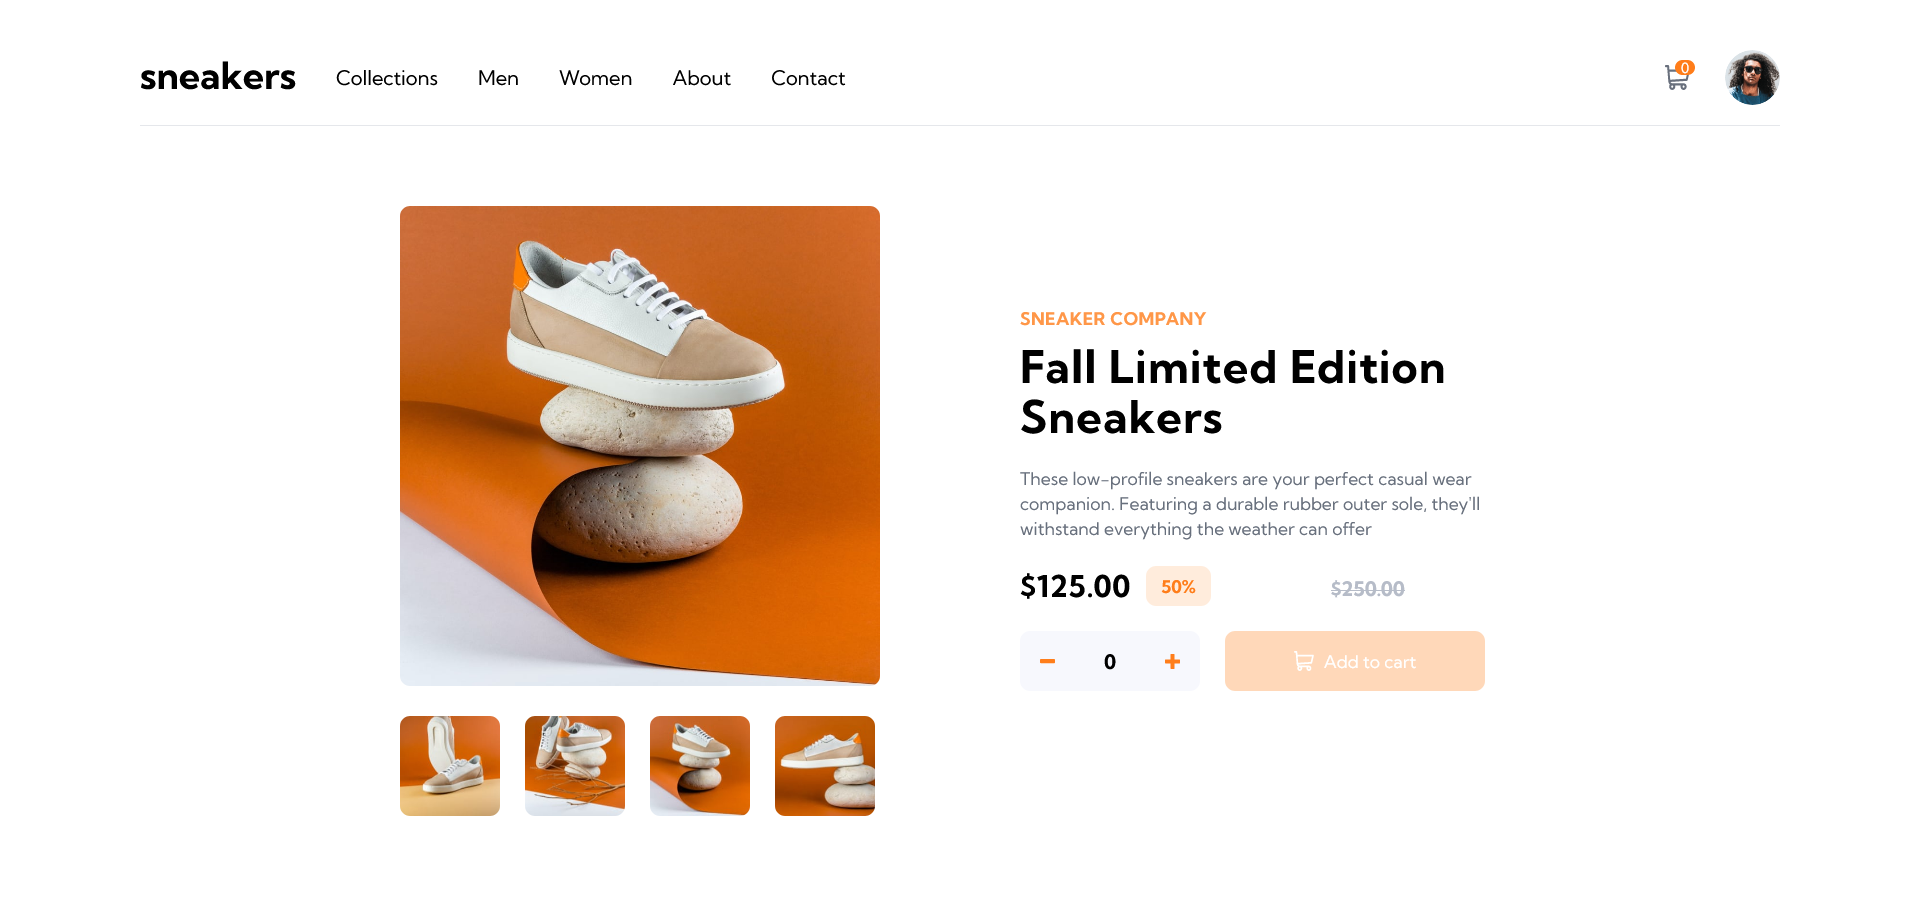 sneakers Collections Men Women About Contact 0
SNEAKER COMPANY
Fall Limited Edition
Sneakers
These low-profile sneakers are your perfect casual wear
companion. Featuring a durable rubber outer sole, they'll
withstand everything the weather can offer
$125.00 50% $250.00
0 Add to cart